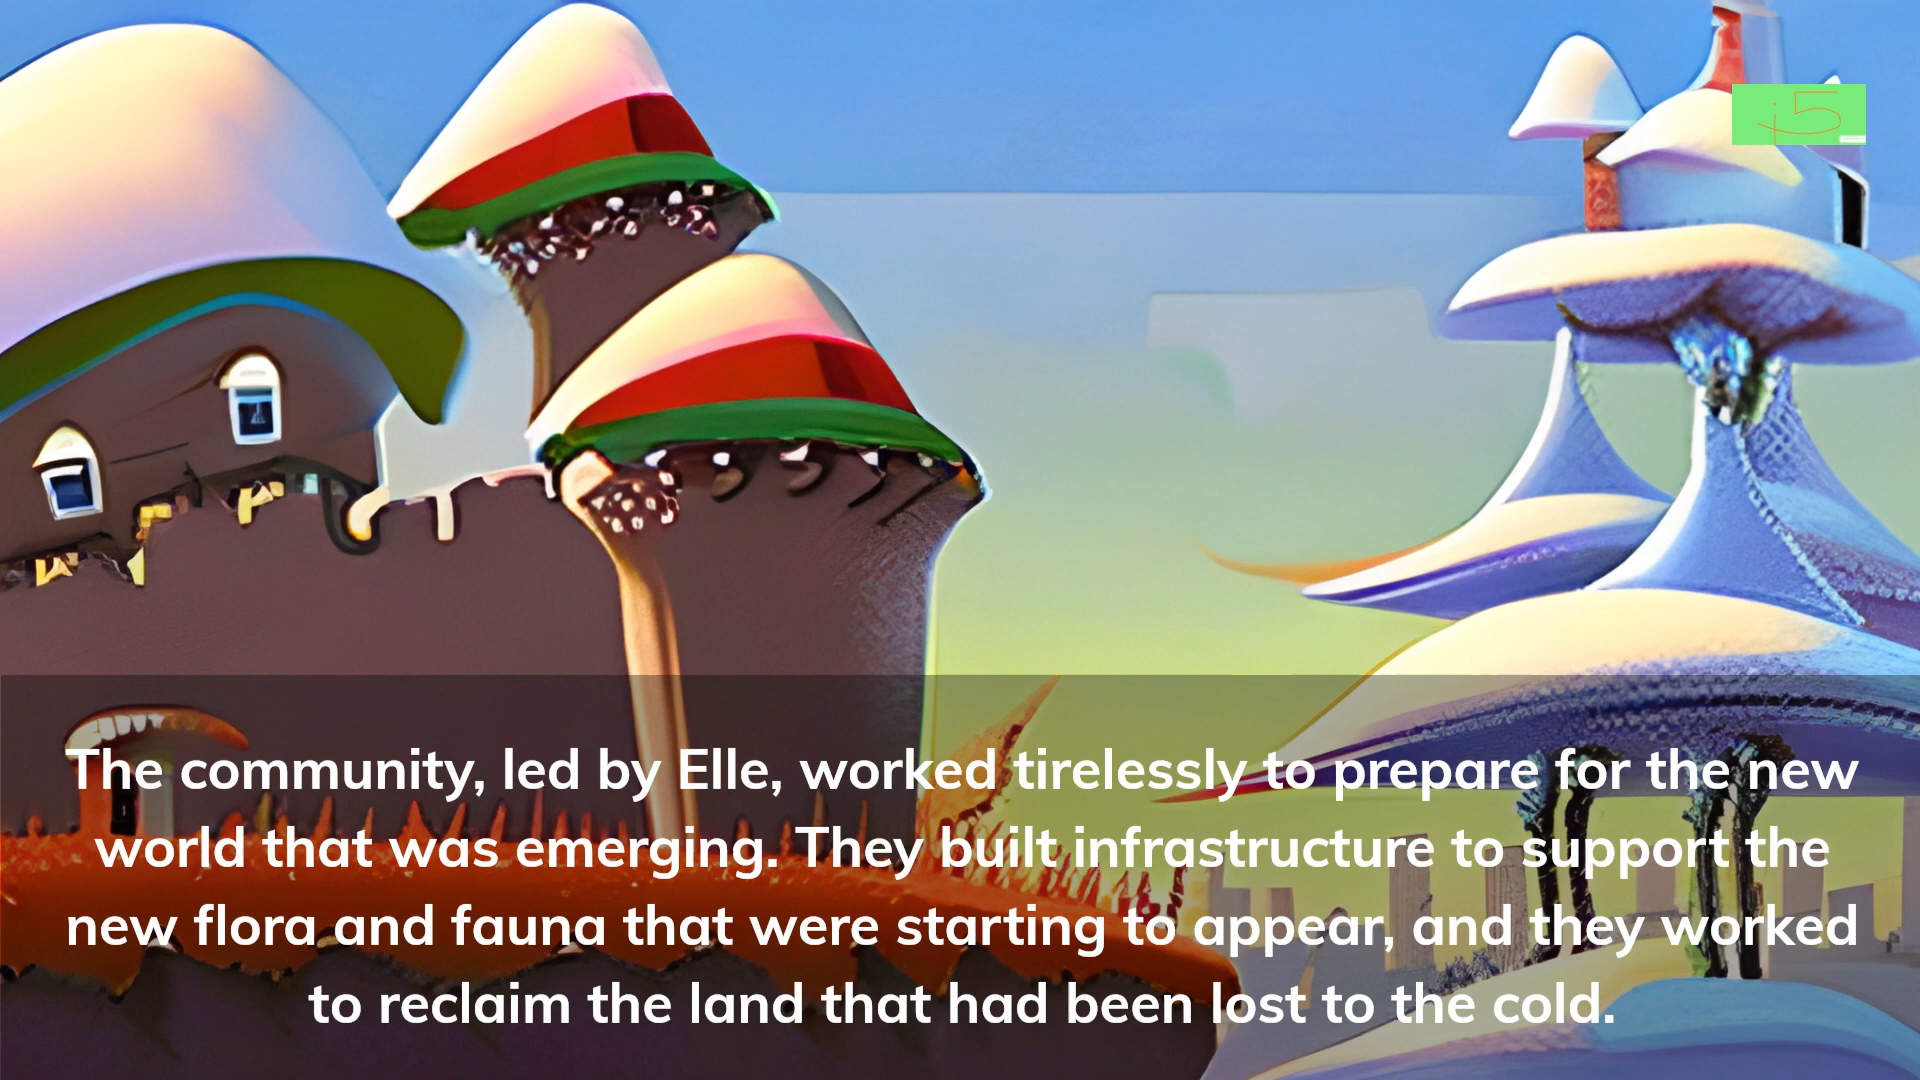 i5
The community, led by Elle, worked tirelessly to prepare for the new
world that was emerging. They built infrastructure to support the
new flora and fauna that were starting to appear, and they worked
to reclaim the land that had been lost to the cold.